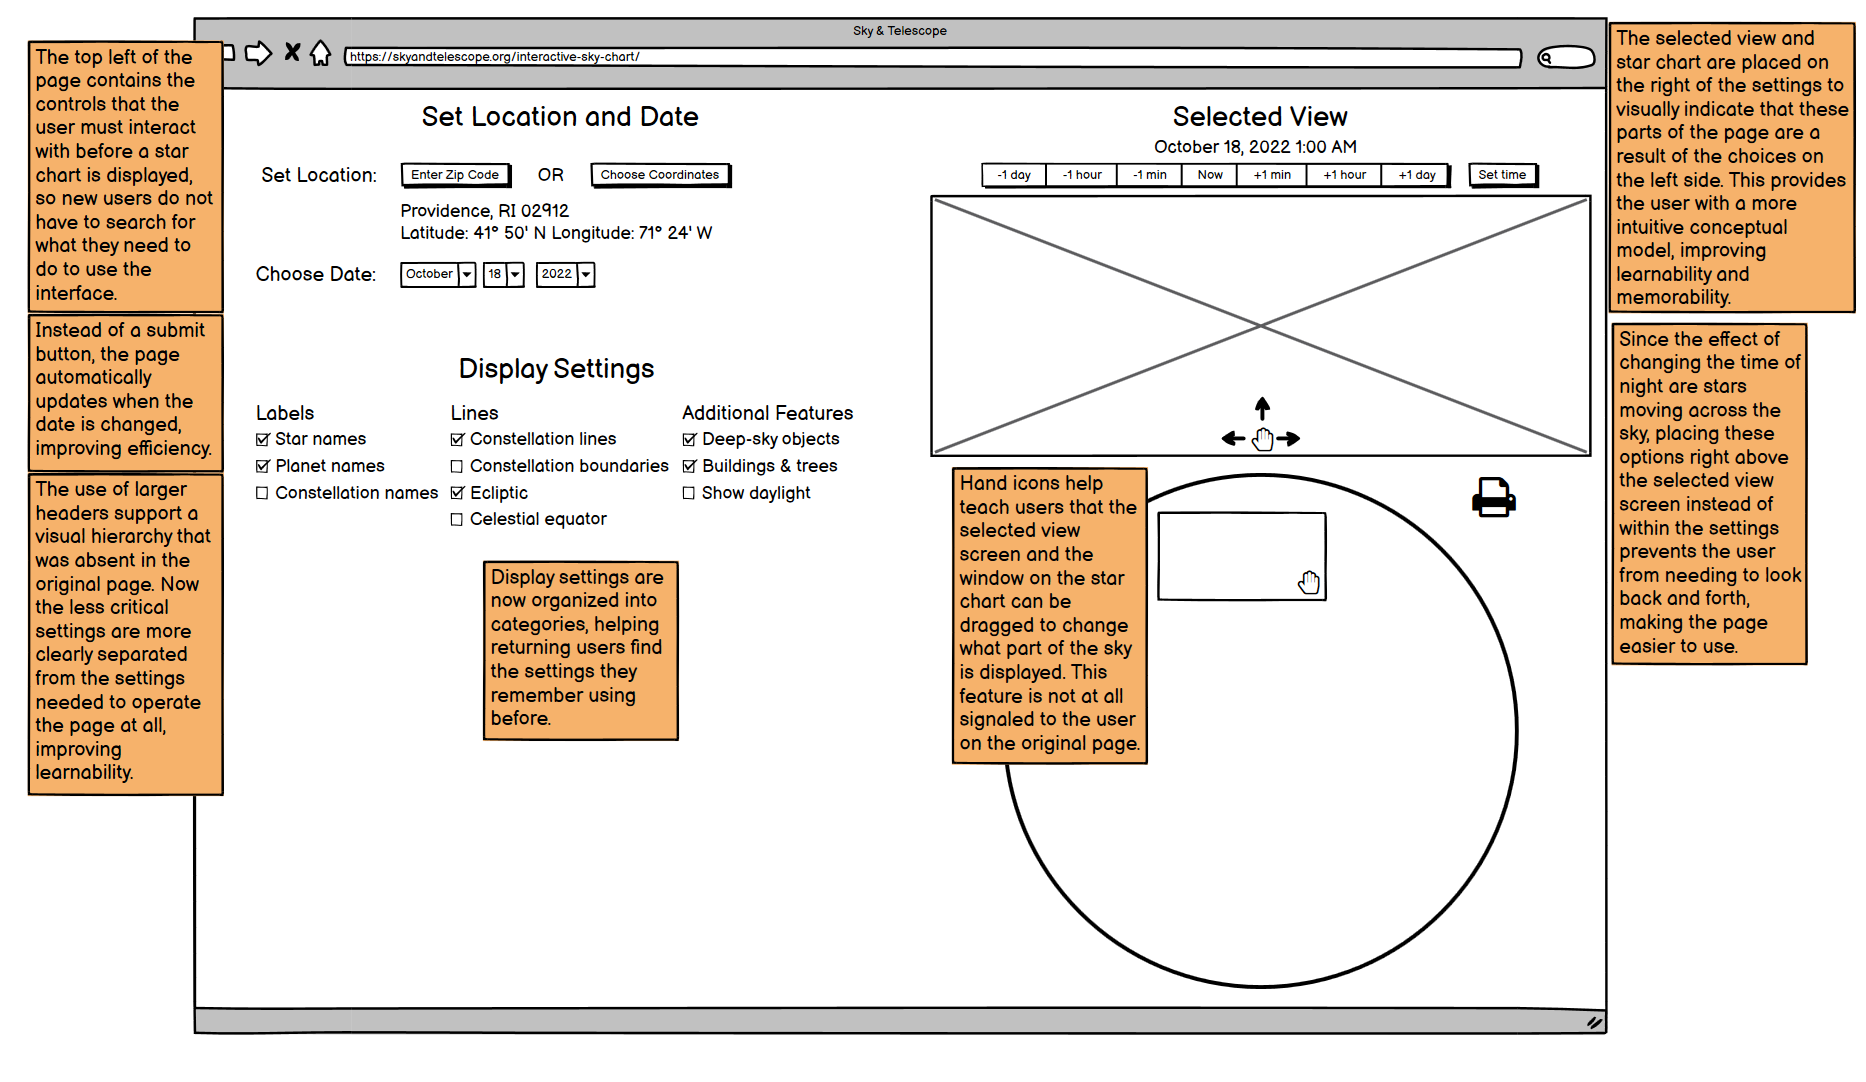 Sky & Telescope
https://skyandtelescope.org/interactive-sky-chart/
The top left of the
page contains the
controls that the
user must interact
with before a star
chart is displayed,
so new users do not
have to search for
what they need to
do to use the
interface.
Instead of a submit
button, the page
automatically
updates when the
date is changed,
improving efficiency.
The use of larger
headers support a
visual hierarchy that
was absent in the
original page. Now
the less critical
settings are more
clearly separated
from the settings
needed to operate
the page at all,
improving
learnability.
Set Location and Date
Set Location:
Enter Zip Code
OR
Choose Coordinates
Providence, RI 02912
Latitude: 41° 50' N Longitude: 71° 24' W
Choose Date:
October
18
2022
Display Settings
Labels
Star names
Planet names
Constellation names
Lines
Constellation lines
Constellation boundaries
Ecliptic
Celestial equator
Additional Features
Deep-sky objects
Buildings & trees
Show daylight
Display settings are
now organized into
categories, helping
returning users find
the settings they
remember using
before.
Selected View
October 18, 2022 1:00 AM
-1 day
-1 hour
-1 min
Now
+1 min
+1 hour
+1 day
Set time
Hand icons help
teach users that the
selected view
screen and the
window on the star
chart can be
dragged to change
what part of the sky
is displayed. This
feature is not at all
signaled to the user
on the original page.
The selected view and
star chart are placed on
the right of the settings to
visually indicate that these
parts of the page are a
result of the choices on
the left side. This provides
the user with a more
intuitive conceptual
model, improving
learnability and
memorability.
Since the effect of
changing the time of
night are stars
moving across the
sky, placing these
options right above
the selected view
screen instead of
within the settings
prevents the user
from needing to look
back and forth,
making the page
easier to use.